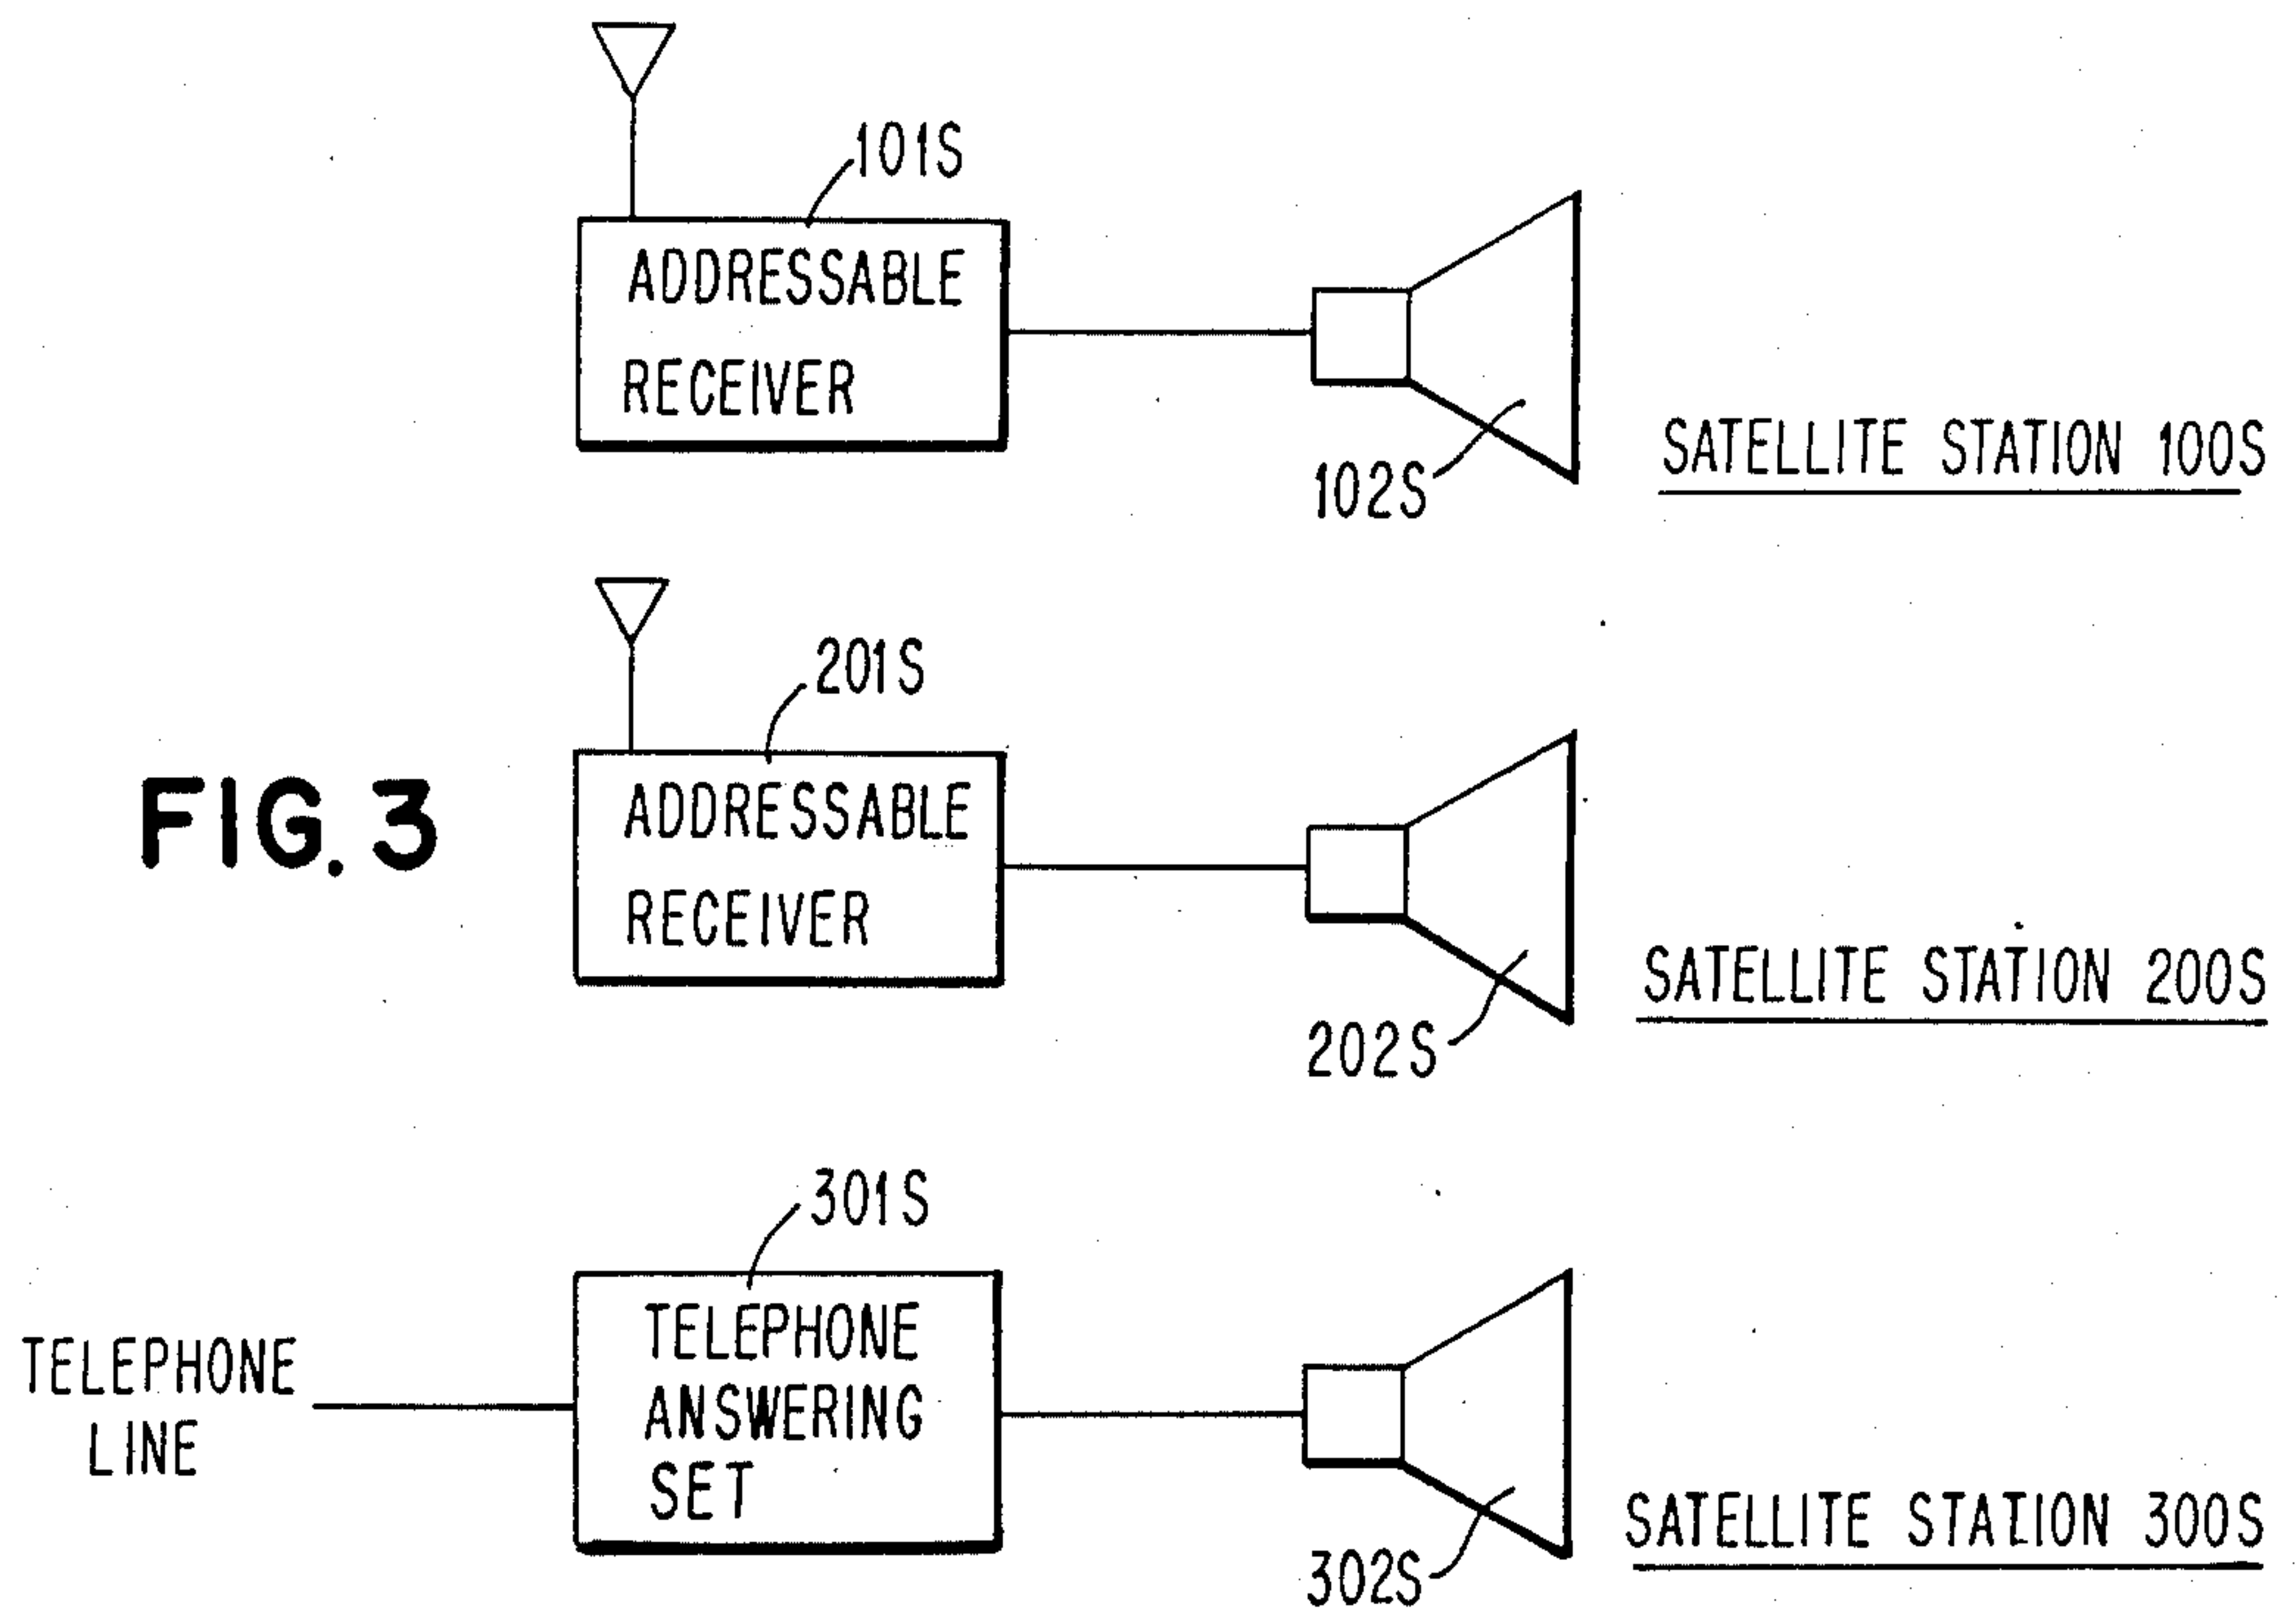 101S
ADDRESSABLE
RECEIVER
102S
SATELLITE STATION 100S
201S
ADDRESSABLE
RECEIVER
202S
SATELLITE STATION 200S
FIG. 3
301S
TELEPHONE
ANSWERING
SET
TELEPHONE
LINE
302S
SATELLITE STATION 300S